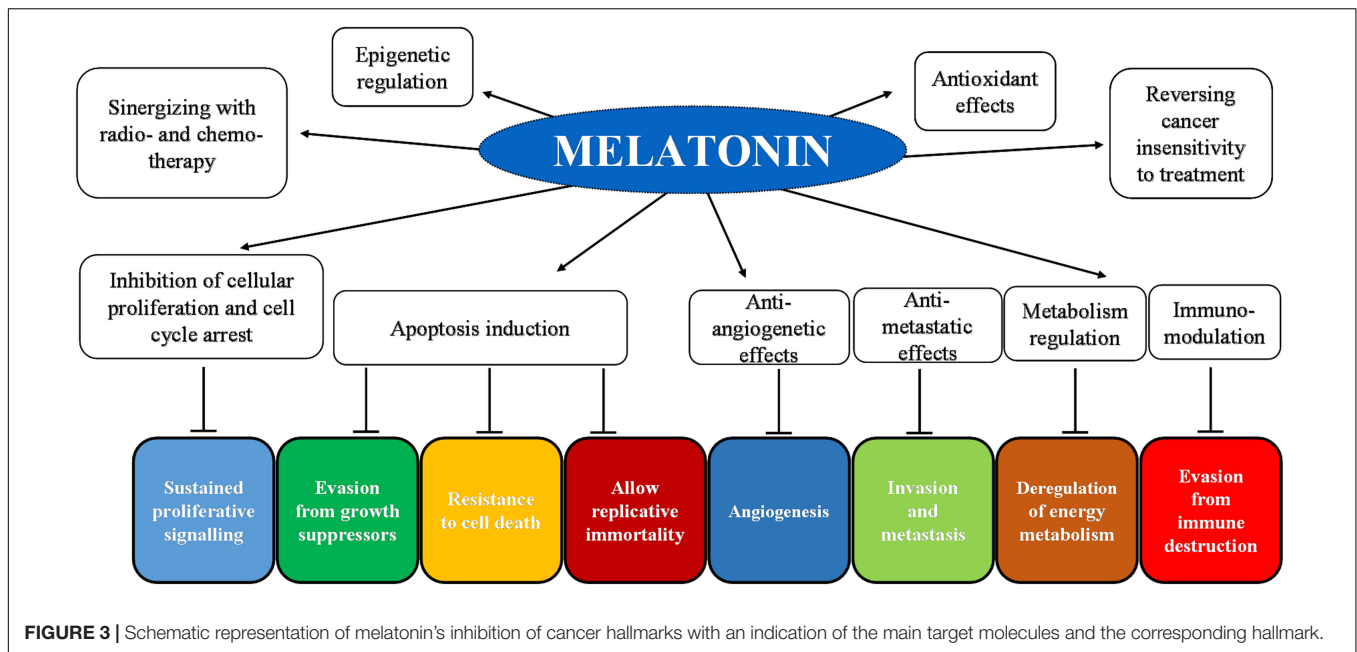 Epigenetic
regulation
Antioxidant
effects
Sinergizing with
radio- and chemo-
therapy
Reversing
cancer
insensitivity
to treatment
MELATONIN
Inhibition of cellular
proliferation and cell
cycle arrest
Apoptosis induction
Anti-
angiogenetic
effects
Anti-
metastatic
effects
Metabolism
regulation
Immuno-
modulation
Sustained
proliferative
signalling
Evasion
from growth
suppressors
Resistance
to cell death
Allow
replicative
immortality
Angiogenesis
Invasion
and
metastasis
Deregulation
of energy
metabolism
Evasion
from
immune
destruction
FIGURE 3 | Schematic representation of melatonin's inhibition of cancer hallmarks with an indication of the main target molecules and the corresponding hallmark.